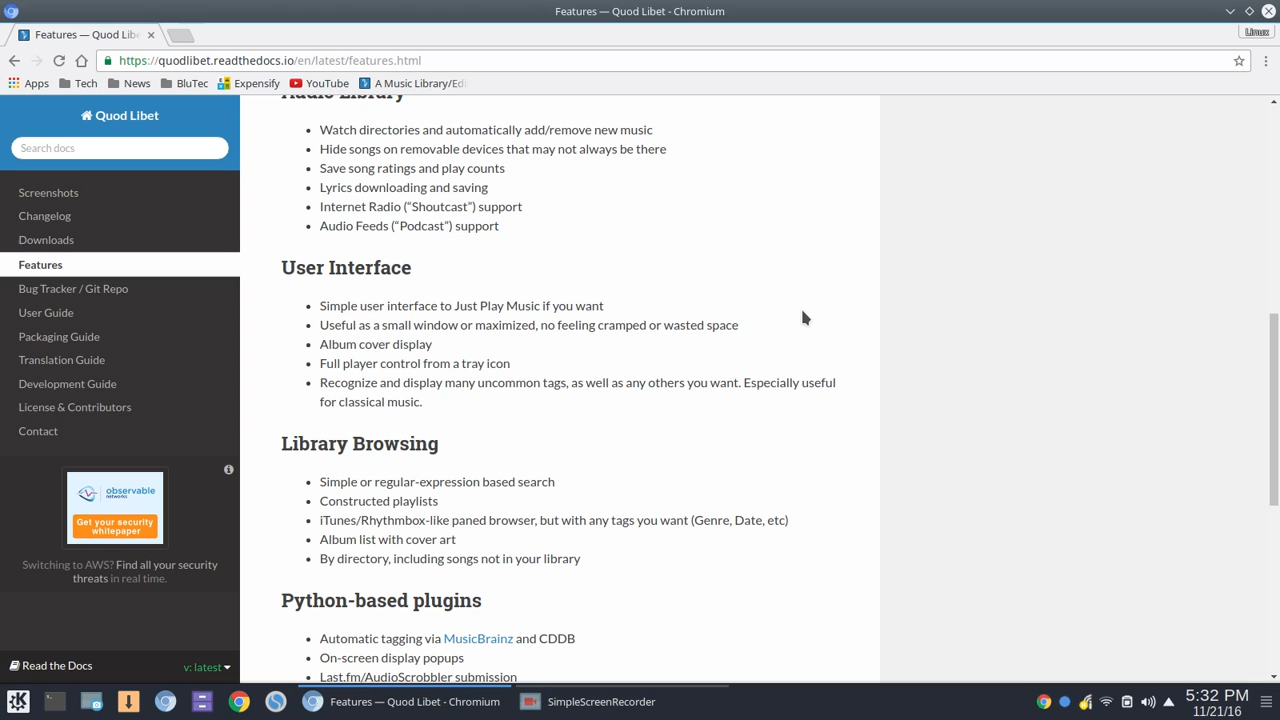 Features — Quod Libet - Chromium
Features — Quod Lib
Linux
https://quodlibet.readthedocs.io/en/latest/features.html
Apps Tech News BluTec Expensify YouTube A Music Library/Edi
Quod Libet
Search docs
Screenshots
Changelog
Downloads
Features
Bug Tracker / Git Repo
User Guide
Packaging Guide
Translation Guide
Development Guide
License & Contributors
Contact
observable
networks
Get your security
whitepaper
Switching to AWS? Find all your security
threats in real time.
Read the Docs
v: latest
Audio Library
• Watch directories and automatically add/remove new music
• Hide songs on removable devices that may not always be there
• Save song ratings and play counts
• Lyrics downloading and saving
• Internet Radio (“Shoutcast”) support
• Audio Feeds (“Podcast”) support
User Interface
• Simple user interface to Just Play Music if you want
• Useful as a small window or maximized, no feeling cramped or wasted space
• Album cover display
• Full player control from a tray icon
• Recognize and display many uncommon tags, as well as any others you want. Especially useful
for classical music.
Library Browsing
• Simple or regular-expression based search
• Constructed playlists
• iTunes/Rhythmbox-like paned browser, but with any tags you want (Genre, Date, etc)
• Album list with cover art
• By directory, including songs not in your library
Python-based plugins
• Automatic tagging via MusicBrainz and CDDB
• On-screen display popups
• Last.fm/AudioScrobbler submission
Features — Quod Libet - Chromium
SimpleScreenRecorder
5:32 PM
11/21/16